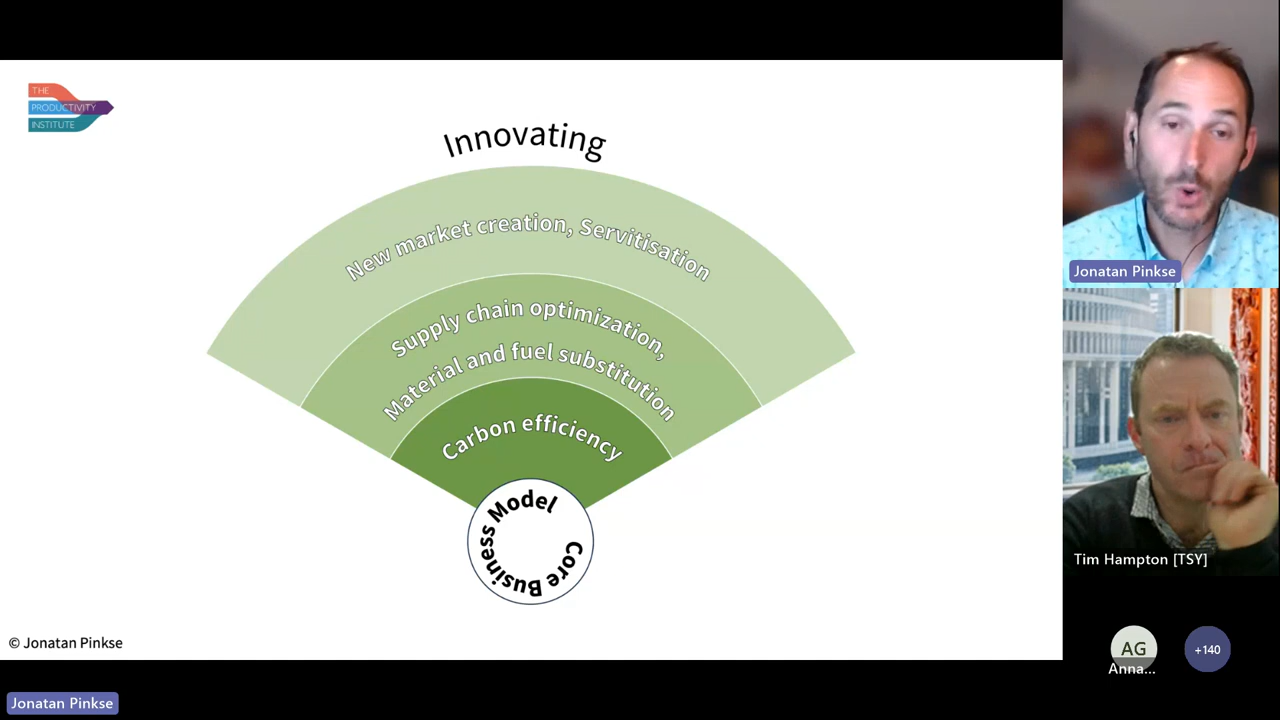 THE
PRODUCTIVITY
INSTITUTE
Innovating
New market creation, Servitisation
Supply chain optimization,
Material and fuel substitution
Carbon efficiency
Core Business Model
© Jonatan Pinkse
Jonatan Pinkse
Jonatan Pinkse
Tim Hampton [TSY]
AG
Anna...
+140